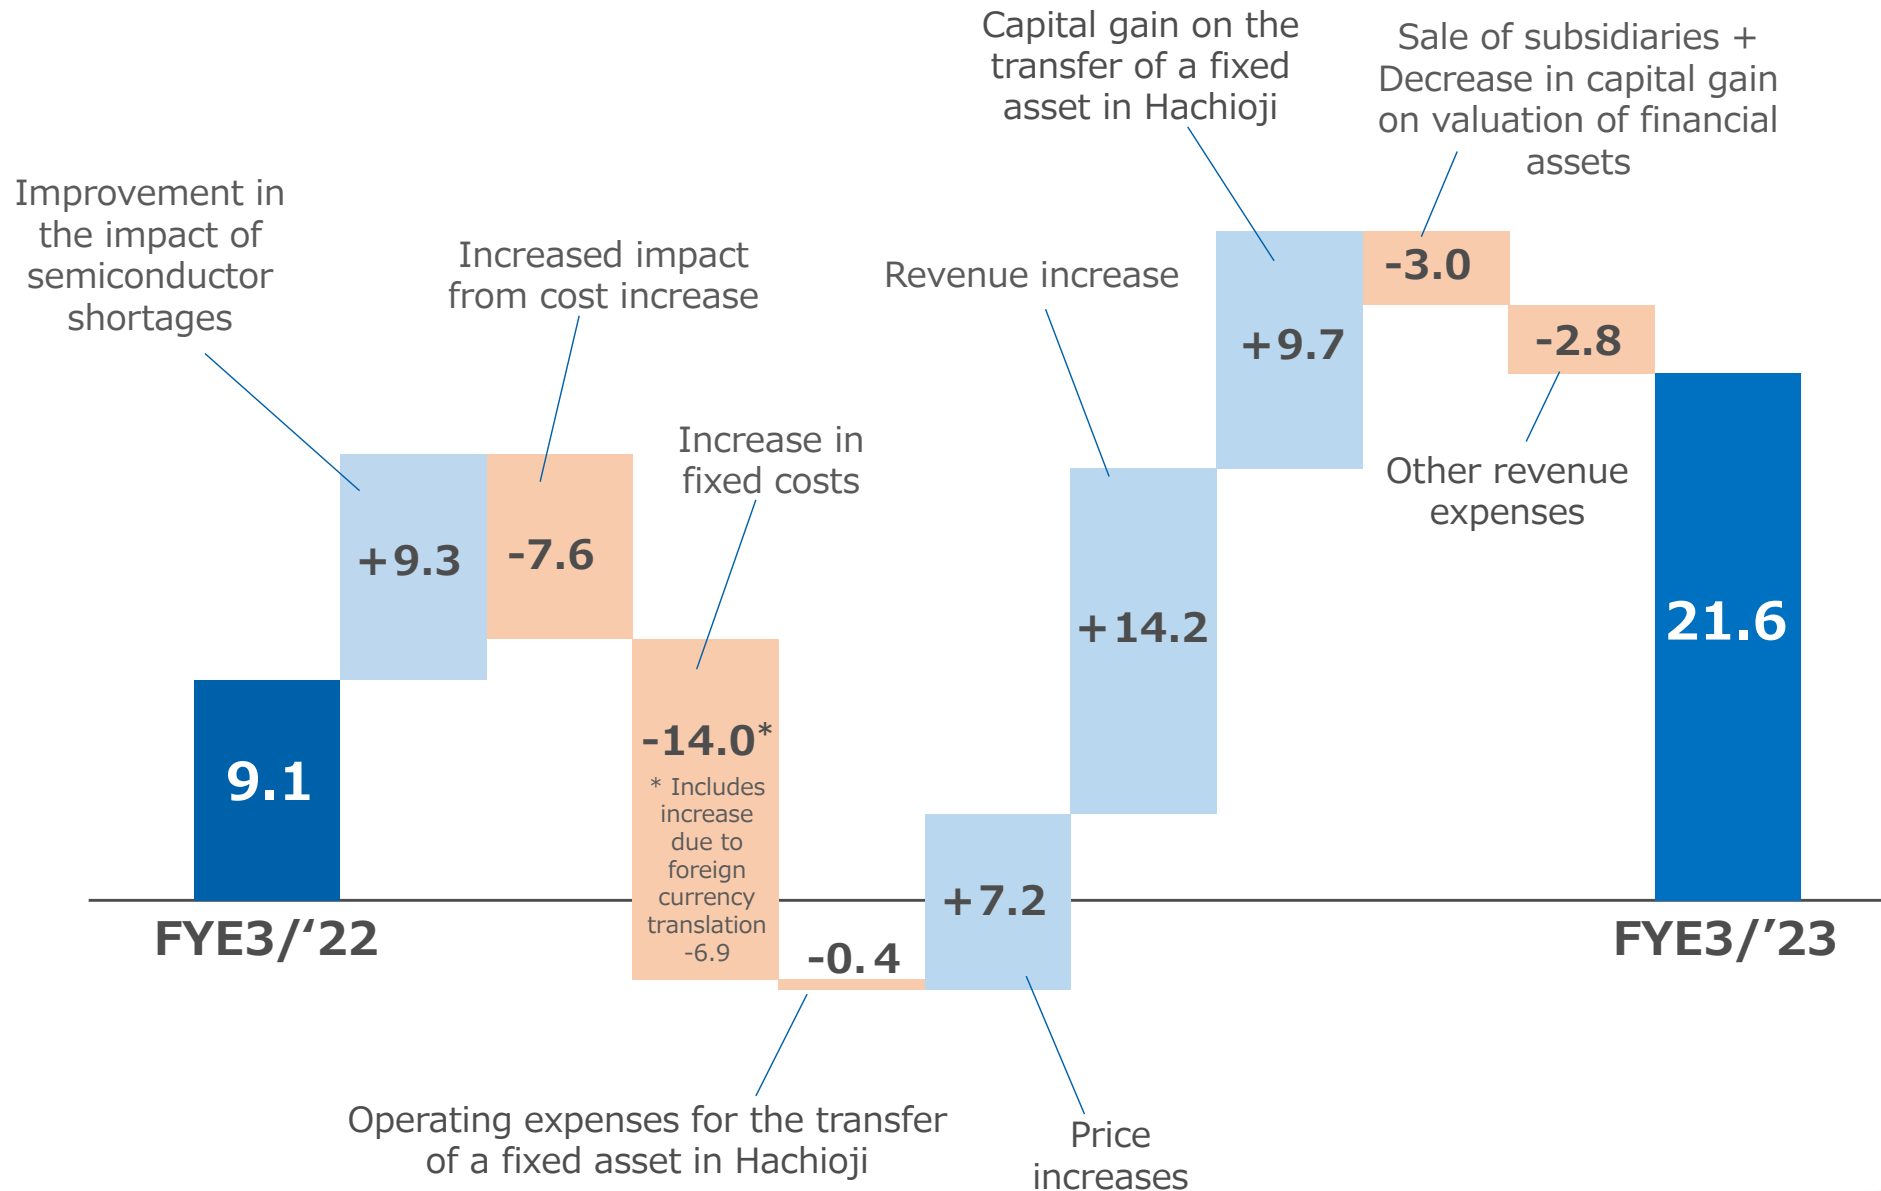 Capital gain on the
transfer of a fixed
asset in Hachioji
Sale of subsidiaries +
Decrease in capital gain
on valuation of financial
assets
Improvement in
the impact of
semiconductor
shortages
Increased impact
from cost increase
Revenue increase
-3.0
+9.7
-2.8
Increase in
fixed costs
Other revenue
expenses
+9.3
-7.6
+14.2
21.6
-14.0*
* Includes
increase
due to
foreign
currency
translation
-6.9
9.1
+7.2
-0.4
FYE3/‘22
FYE3/’23
Operating expenses for the transfer
of a fixed asset in Hachioji
Price
increases